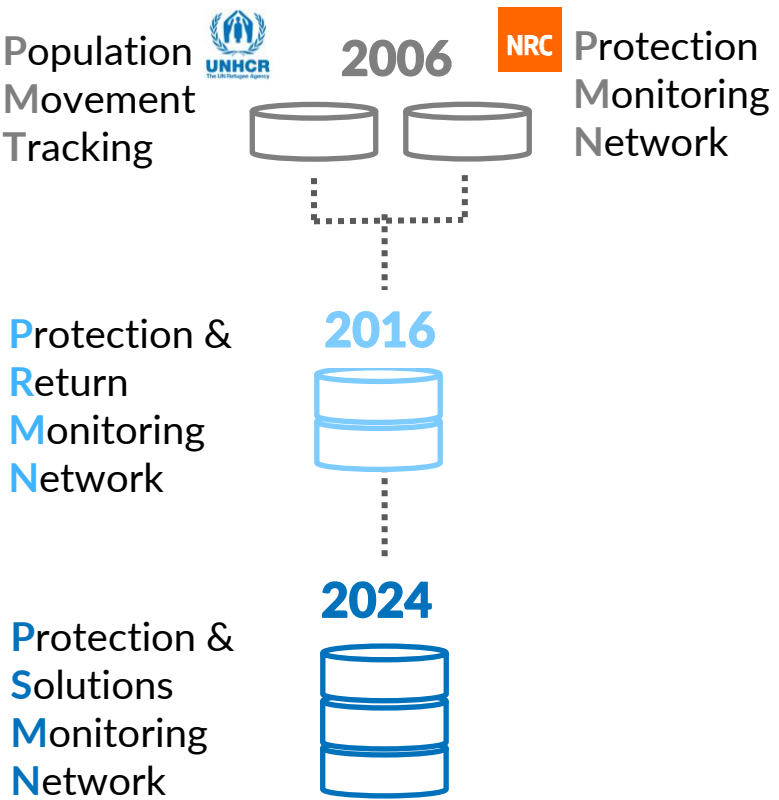 Population
Movement
Tracking
UNHCR
The UN Refugee Agency
2006
NRC
Protection
Monitoring
Network
2016
Protection &
Return
Monitoring
Network
2024
Protection &
Solutions
Monitoring
Network